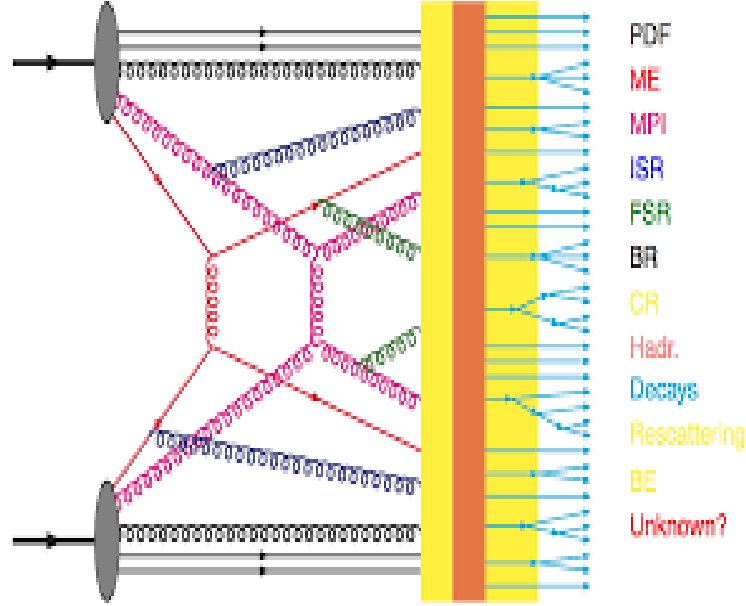 PDF
ME
MPI
ISR
FSR
BR
CR
Hadr.
Decays
Rescattering
BE
Unknown?